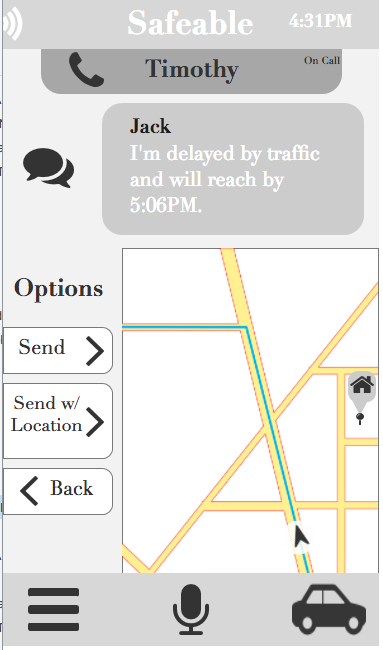 Safeable
4:31PM
Timothy
On Call
Jack
I'm delayed by traffic
and will reach by
5:06PM.
Options
Send
Send w/
Location
Back